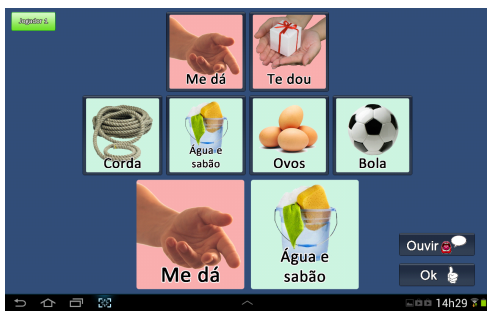 Jogador 1
Me dá
Te dou
Corda
Água e
sabão
Ovos
Bola
Me dá
Água e
sabão
Ouvir
Ok
14h29